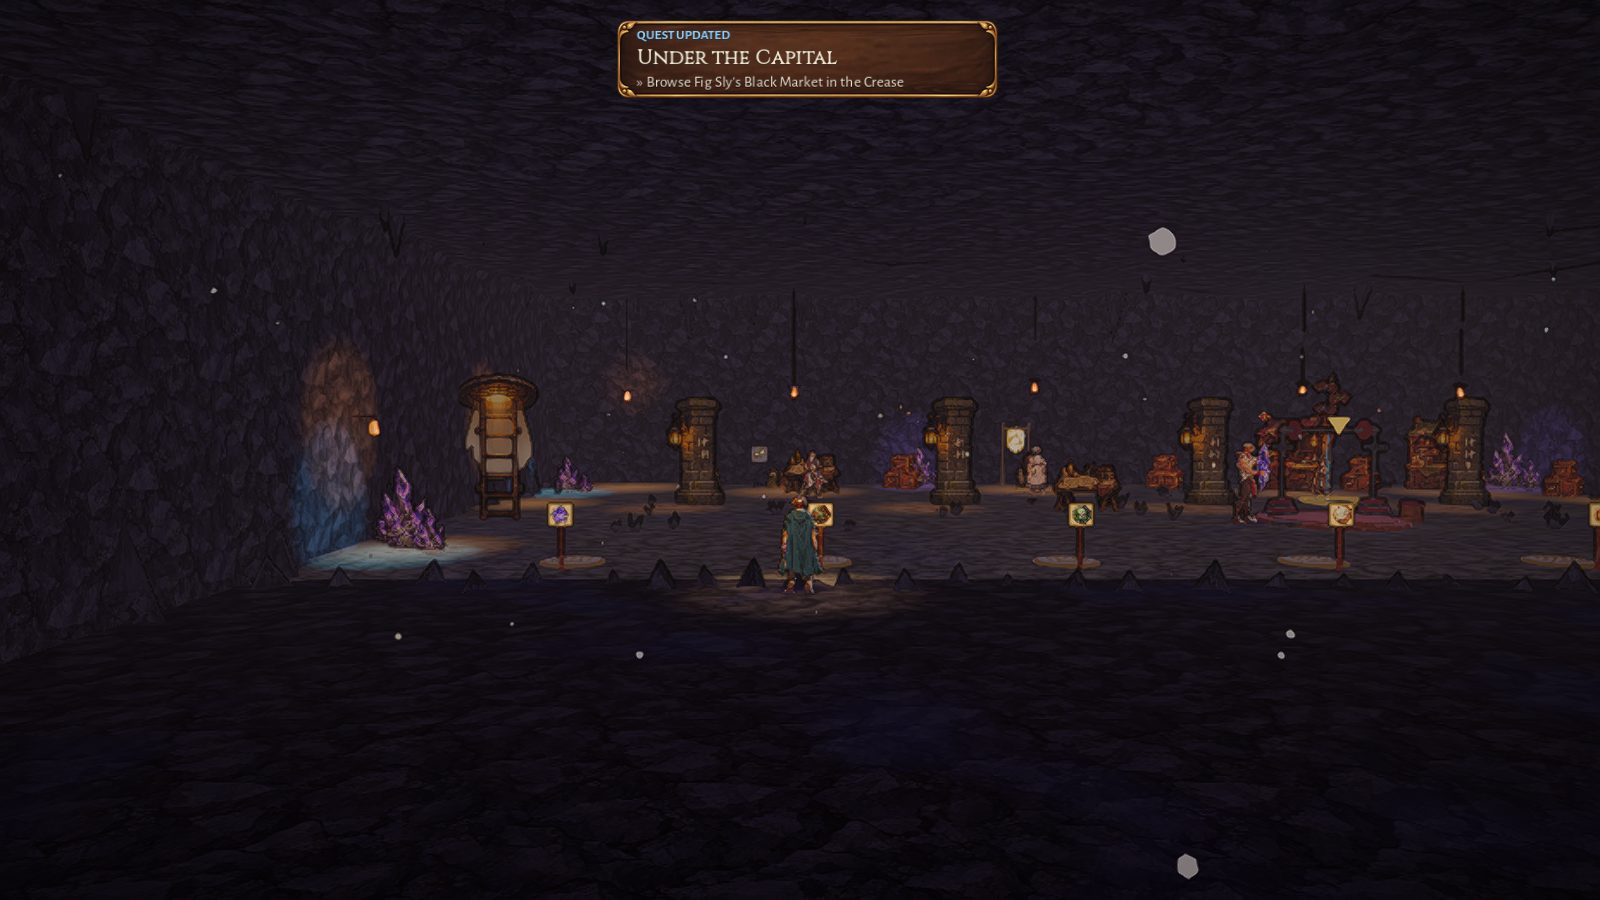 QUEST UPDATED
UNDER THE CAPITAL
» Browse Fig Sly's Black Market in the Crease